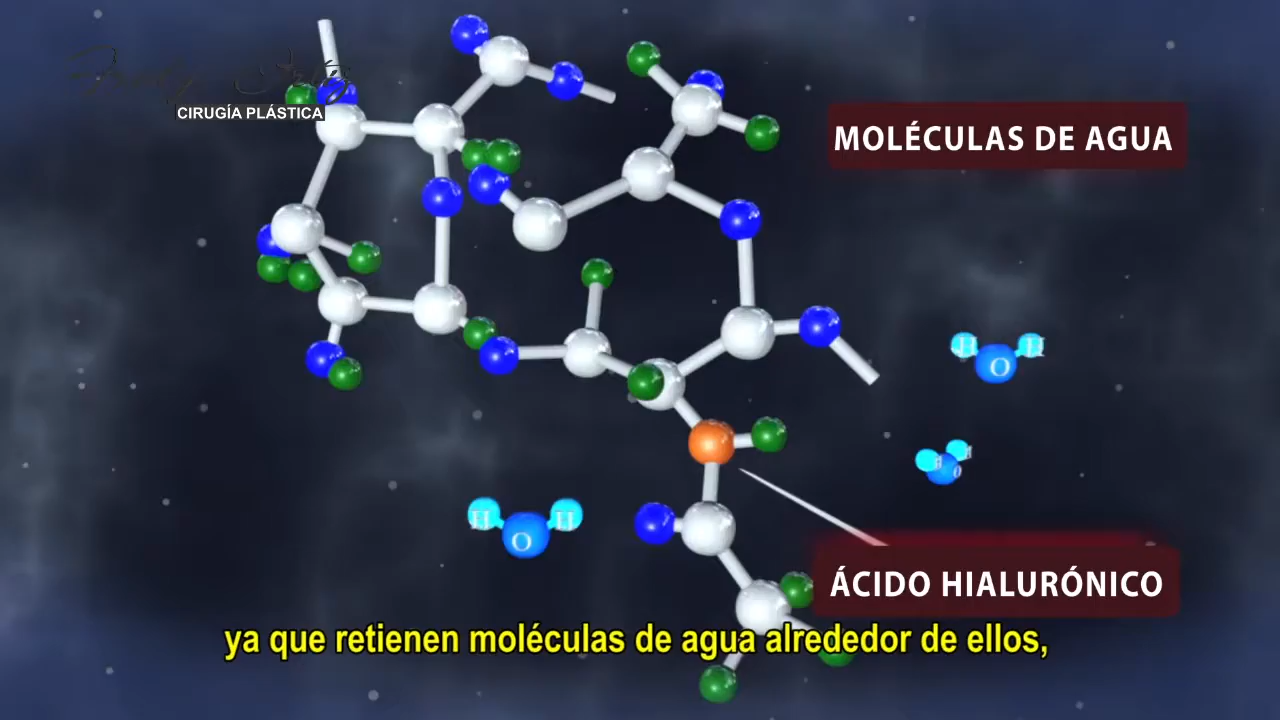 CIRUGÍA PLÁSTICA
MOLÉCULAS DE AGUA
H H
O
H
O
H H
O
ÁCIDO HIALURÓNICO
ya que retienen moléculas de agua alrededor de ellos,